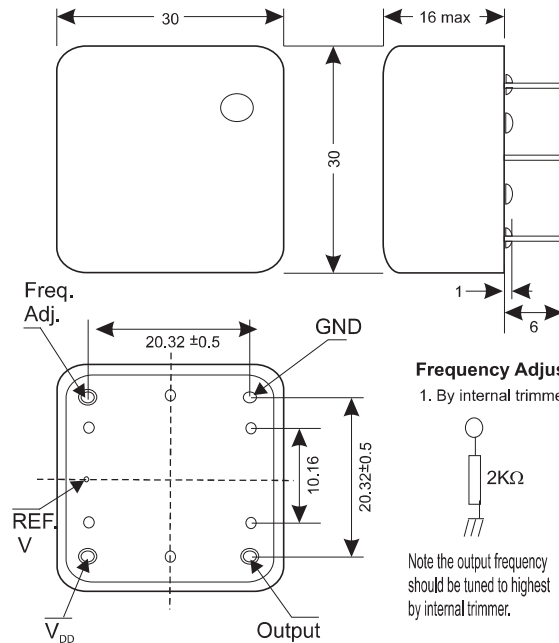 30
16 max
30
1
6
Freq.
Adj.
20.32 ±0.5
GND
10.16
20.32±0.5
REF.
V
VDD
Output
Frequency Adjus
1. By internal trimme
2KΩ
Note the output frequency
should be tuned to highest
by internal trimmer.